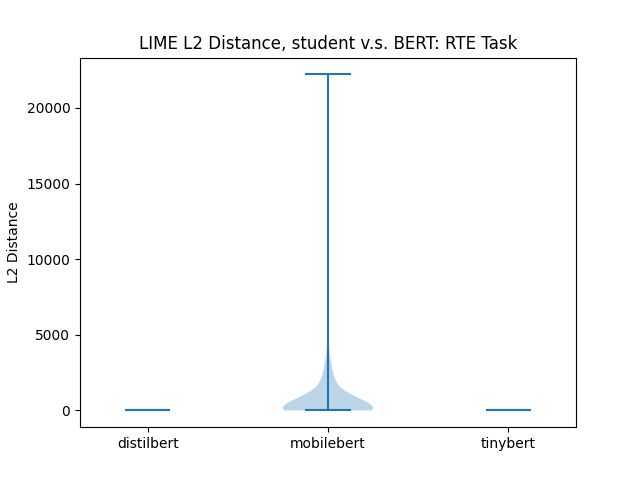 LIME L2 Distance, student v.s. BERT: RTE Task
L2 Distance
20000
15000
10000
5000
0
distilbert mobilebert tinybert